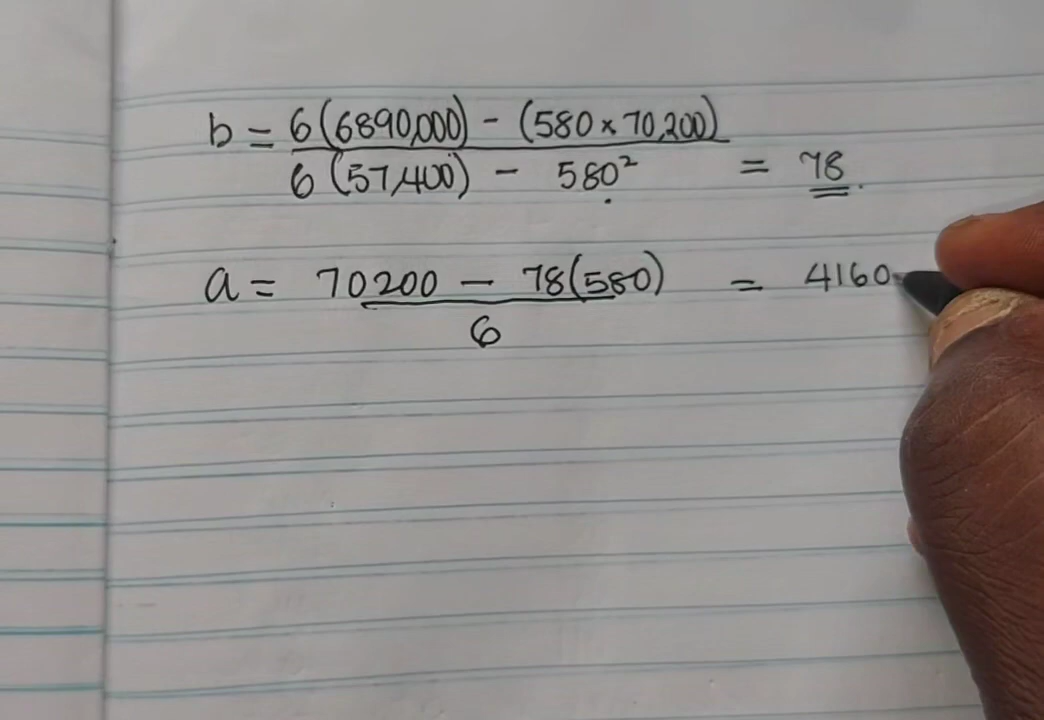 b = 6(6890,000) - (580 x 70,200)
6 (57,400) - 580² = 78.
a = 70200 - 78(580) = 4160
6